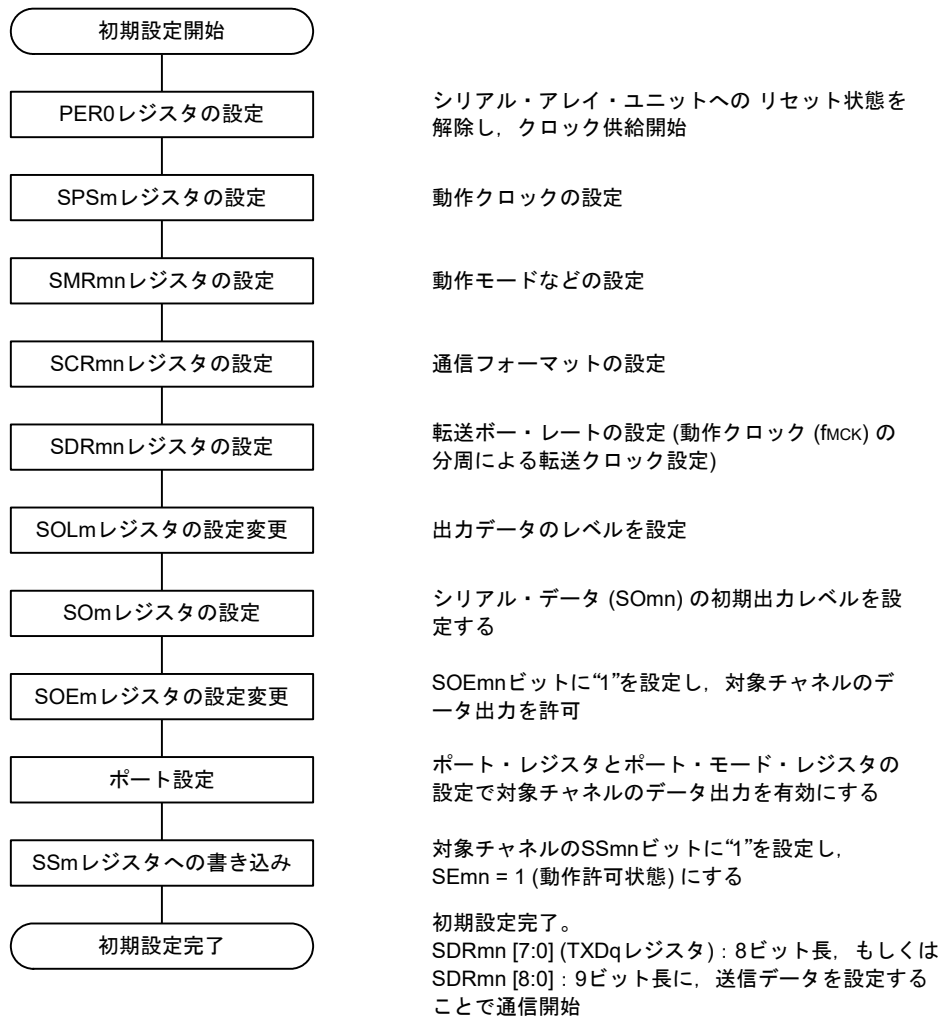 初期設定開始
PER0レジスタの設定
シリアル・アレイ・ユニットへの リセット状態を
解除し，クロック供給開始
SPSmレジスタの設定
動作クロックの設定
SMRmnレジスタの設定
動作モードなどの設定
SCRmnレジスタの設定
通信フォーマットの設定
SDRmnレジスタの設定
転送ボー・レートの設定 (動作クロック (fMCK) の
分周による転送クロック設定)
SOLmレジスタの設定変更
出力データのレベルを設定
SOmレジスタの設定
シリアル・データ (SOmn) の初期出力レベルを設
定する
SOEmレジスタの設定変更
SOEmnビットに“1”を設定し，対象チャネルのデ
ータ出力を許可
ポート設定
ポート・レジスタとポート・モード・レジスタの
設定で対象チャネルのデータ出力を有効にする
SSmレジスタへの書き込み
対象チャネルのSSmnビットに“1”を設定し，
SEmn = 1 (動作許可状態) にする
初期設定完了
初期設定完了。
SDRmn [7:0] (TXDqレジスタ)：8ビット長，もしくは
SDRmn [8:0]：9ビット長に，送信データを設定する
ことで通信開始